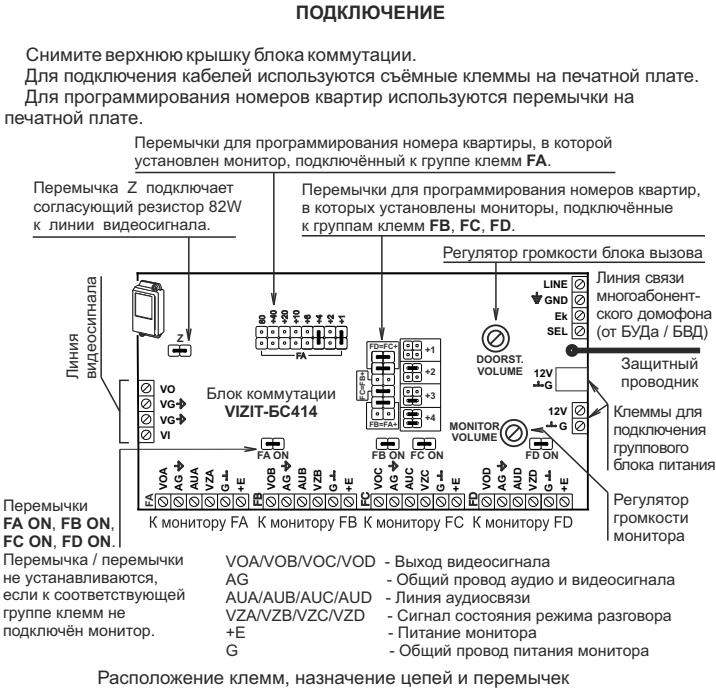 ПОДКЛЮЧЕНИЕ
Снимите верхнюю крышку блока коммутации.
Для подключения кабелей используются съёмные клеммы на печатной плате.
Для программирования номеров квартир используются перемычки на
печатной плате.
Перемычки для программирования номера квартиры, в которой
установлен монитор, подключённый к группе клемм FA.
Перемычка Z подключает
согласующий резистор 82W
к линии видеосигнала.
Перемычки для программирования номеров квартир,
в которых установлены мониторы, подключённые
к группам клемм FB, FC, FD.
Регулятор громкости блока вызова
Линия
видеосигнала
Z
80
+40
+20
+10
+8
+4
+2
+1
FA
FD=FC+
FC=FB+
FB=FA+
+1
+2
+3
+4
DOORST.
VOLUME
LINE
GND
Ek
SEL
Линия связи
многоабонент-
ского домофона
(от БУДа / БВД)
Защитный
проводник
12V
G
12V
G
Клеммы для
подключения
группового
блока питания
VO
VG
VG
VI
Блок коммутации
VIZIT-БС414
MONITOR
VOLUME
FA ON
FB ON
FC ON
FD ON
FA
VOA
AG
AUA
VZA
G
+E
FB
VOB
AG
AUB
VZB
G
+E
FC
VOC
AG
AUC
VZC
G
+E
FD
VOD
AG
AUD
VZD
G
+E
К монитору FA
К монитору FB
К монитору FC
К монитору FD
Регулятор
громкости
монитора
Перемычки
FA ON, FB ON,
FC ON, FD ON.
Перемычка / перемычки
не устанавливаются,
если к соответствующей
группе клемм не
подключён монитор.
VOA/VOB/VOC/VOD - Выход видеосигнала
AG - Общий провод аудио и видеосигнала
AUA/AUB/AUC/AUD - Линия аудиосвязи
VZA/VZB/VZC/VZD - Сигнал состояния режима разговора
+E - Питание монитора
G - Общий провод питания монитора
Расположение клемм, назначение цепей и перемычек